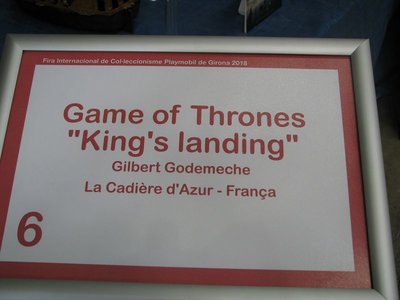 Fira Internacional de Col·leccionisme Playmobil de Girona 2018
Game of Thrones
"King's landing"
Gilbert Godemeche
La Cadière d'Azur - França
6